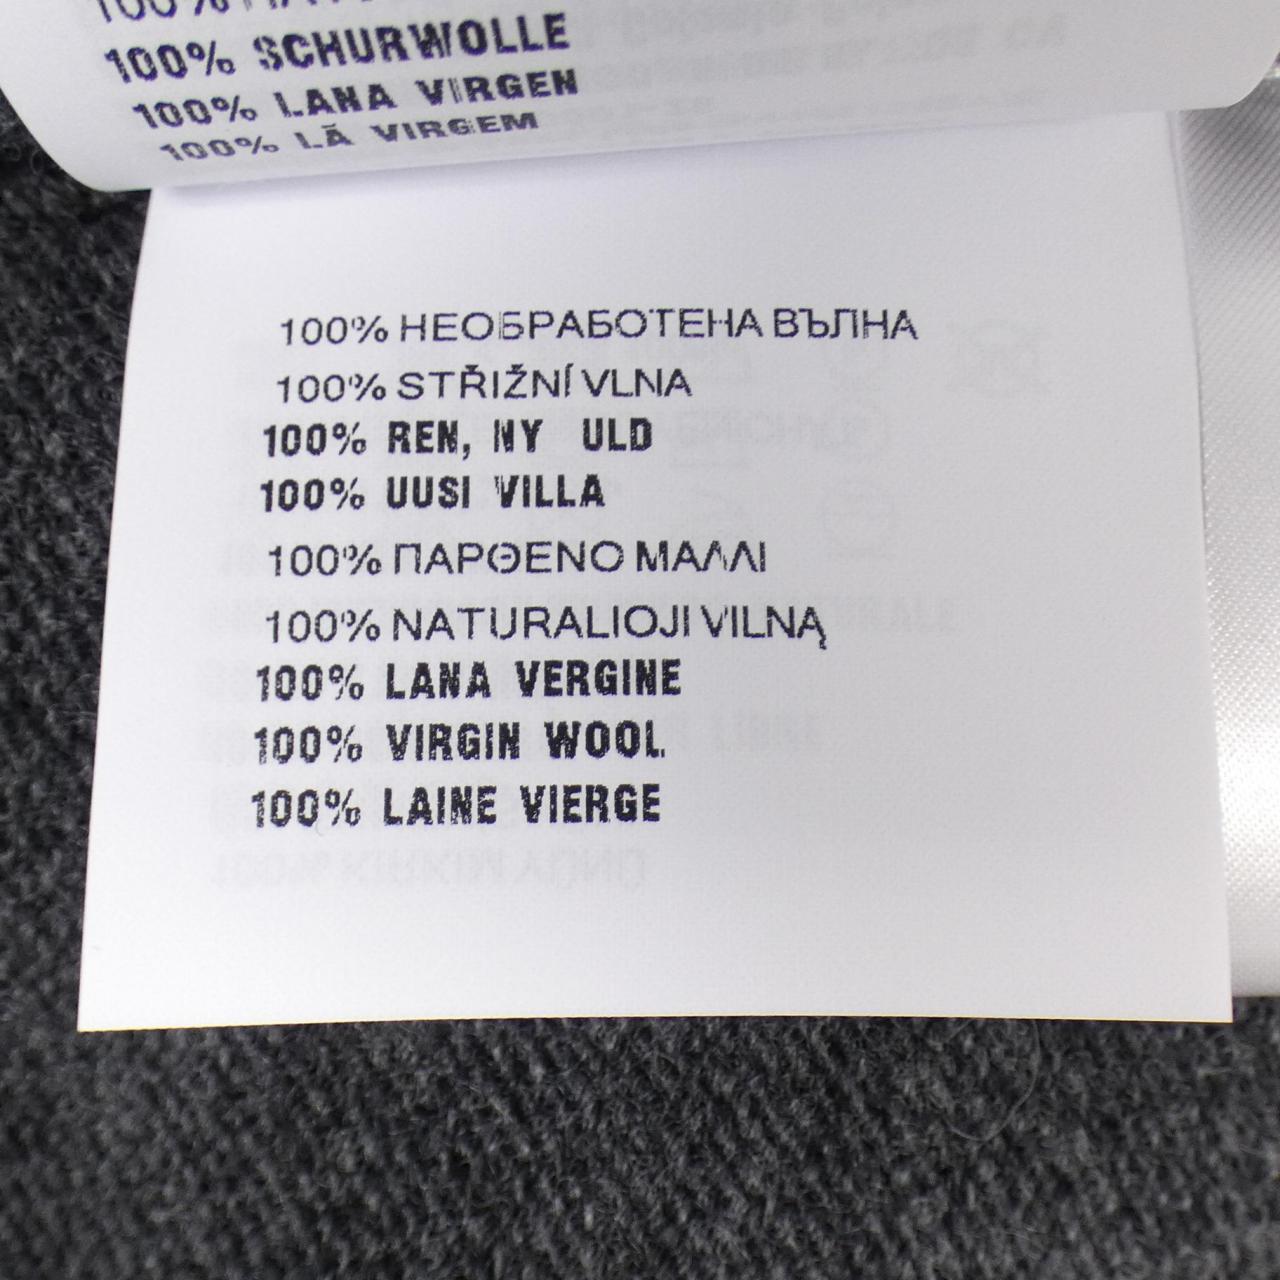 100% SCHURWOLLE
100% LANA VIRGEN
100% LÃ VIRGEM
100% НЕОБРАБОТЕНА ВЪЛНА
100% STŘIŽNÍ VLNA
100% REN, NY ULD
100% UUSI VILLA
100% ΠΑΡΘΕΝΟ ΜΑΛΛΙ
100% NATURALIOJI VILNĄ
100% LANA VERGINE
100% VIRGIN WOOL
100% LAINE VIERGE